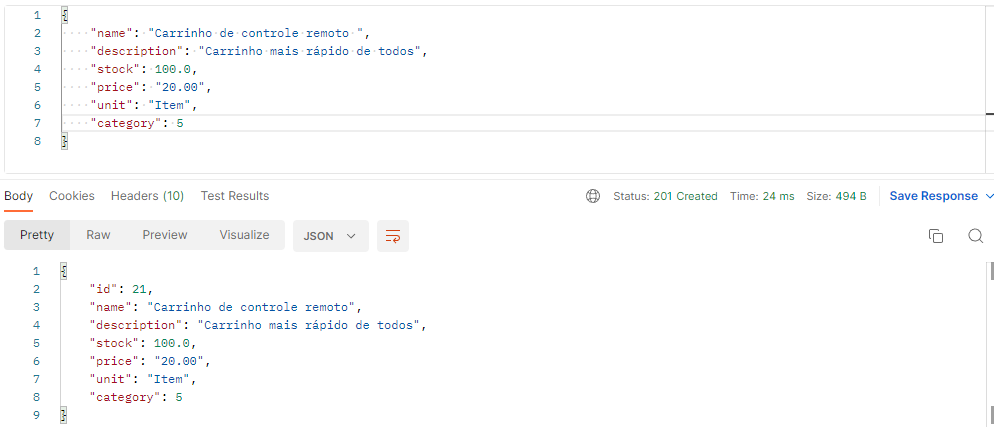 1 {
2 "name": "Carrinho de controle remoto ",
3 "description": "Carrinho mais rápido de todos",
4 "stock": 100.0,
5 "price": "20.00",
6 "unit": "Item",
7 "category": 5
8 }
Body Cookies Headers (10) Test Results Status: 201 Created Time: 24 ms Size: 494 B Save Response
Pretty Raw Preview Visualize JSON
1 {
2 "id": 21,
3 "name": "Carrinho de controle remoto",
4 "description": "Carrinho mais rápido de todos",
5 "stock": 100.0,
6 "price": "20.00",
7 "unit": "Item",
8 "category": 5
9 }